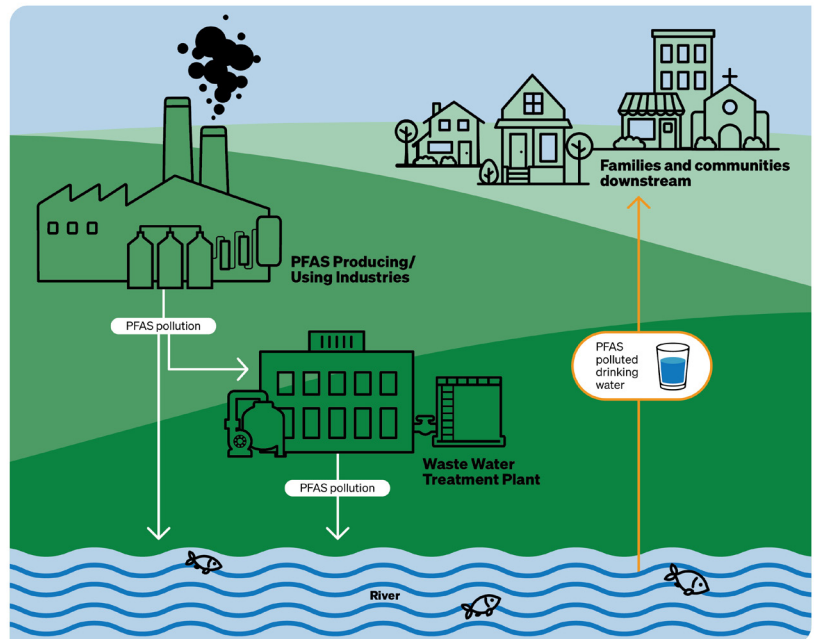 Families and communities
downstream
PFAS Producing/
Using Industries
PFAS pollution
PFAS
polluted
drinking
water
Waste Water
Treatment Plant
PFAS pollution
River